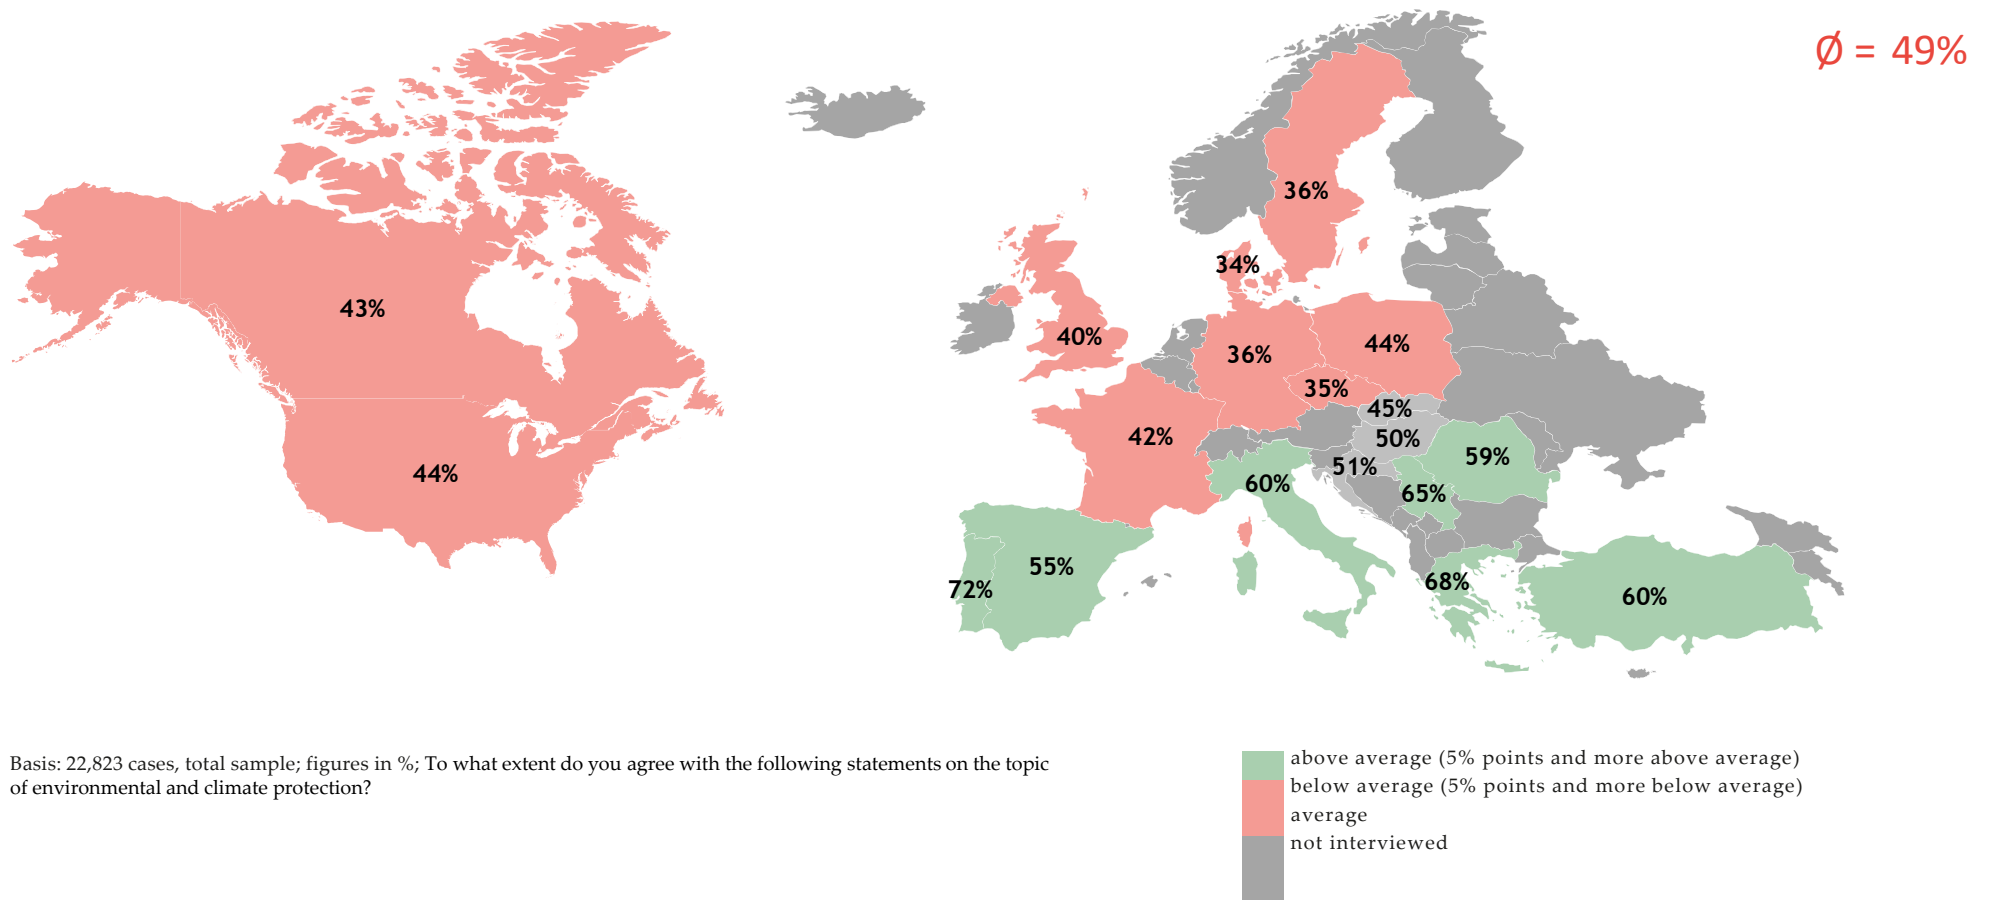 Ø = 49%
36%
34%
43%
40%
44%
36%
35%
45%
42%
50%
59%
51%
44%
60%
65%
55%
68%
72%
60%
Basis: 22,823 cases, total sample; figures in %; To what extent do you agree with the following statements on the topic
of environmental and climate protection?
above average (5% points and more above average)
below average (5% points and more below average)
average
not interviewed